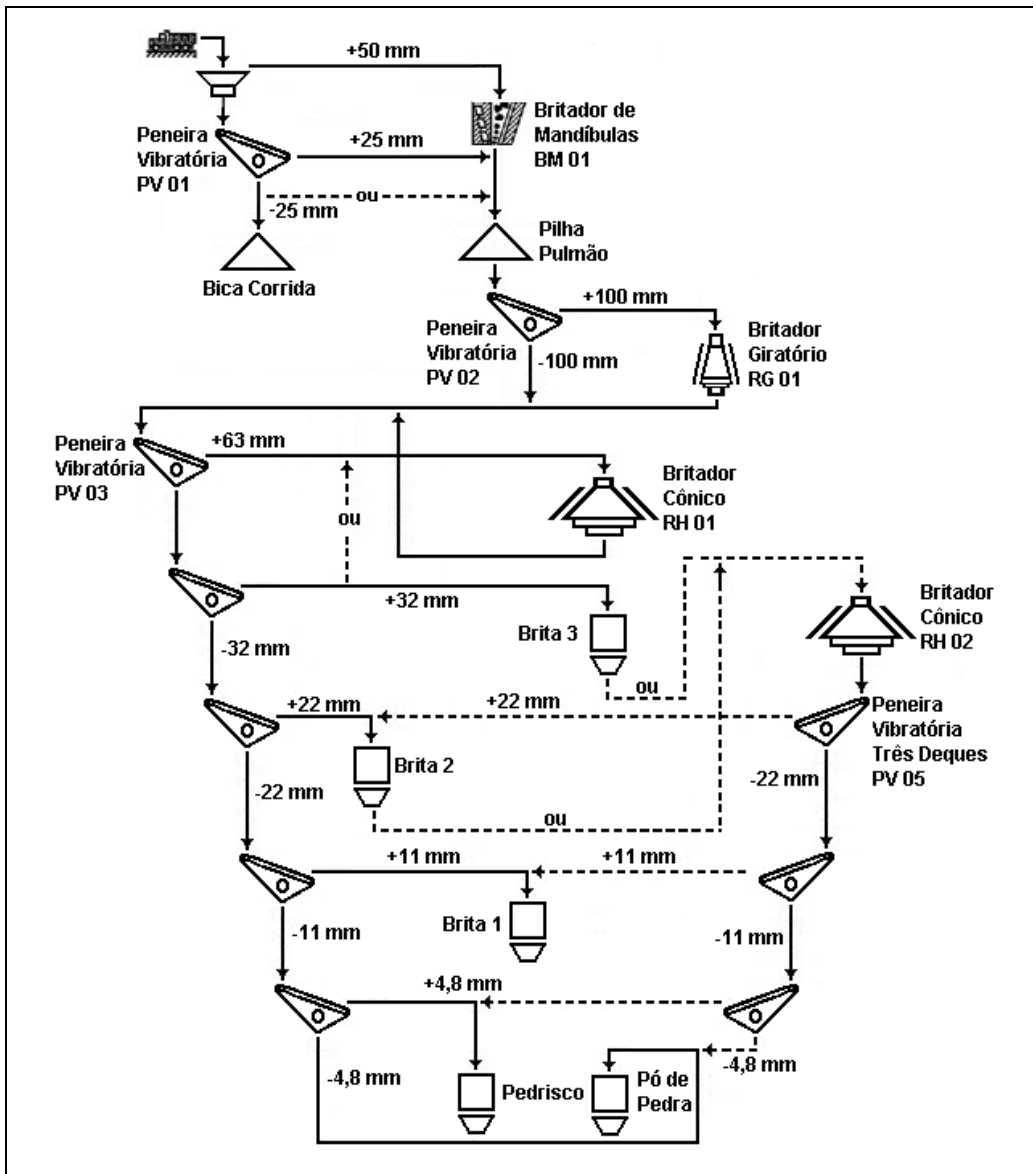 +50 mm
Britador de
Mandíbulas
BM 01
Peneira
Vibratória
PV 01
+25 mm
ou
-25 mm
Pilha
Pulmão
Bica Corrida
+100 mm
Peneira
Vibratória
PV 02
-100 mm
Britador
Giratório
RG 01
Peneira
Vibratória
PV 03
+63 mm
Britador
Cônico
RH 01
ou
+32 mm
Brita 3
Britador
Cônico
RH 02
-32 mm
ou
+22 mm
+22 mm
Peneira
Vibratória
Três Deques
PV 05
Brita 2
-22 mm
-22 mm
ou
+11 mm
+11 mm
Brita 1
-11 mm
-11 mm
+4,8 mm
-4,8 mm
-4,8 mm
Pedrisco
Pó de
Pedra